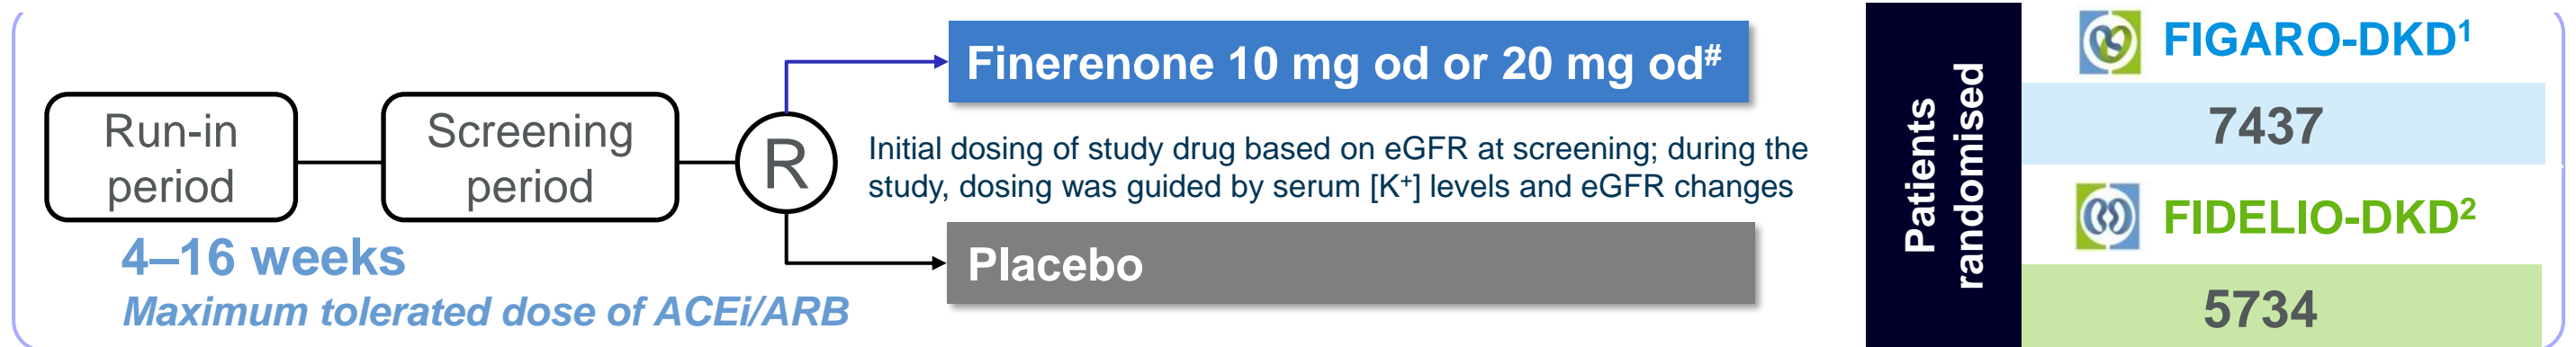 Run-in
period
Screening
period
4–16 weeks
Maximum tolerated dose of ACEi/ARB
R
Finerenone 10 mg od or 20 mg od#
Initial dosing of study drug based on eGFR at screening; during the
study, dosing was guided by serum [K+] levels and eGFR changes
Placebo
Patients
randomised
FIGARO-DKD1
7437
FIDELIO-DKD2
5734